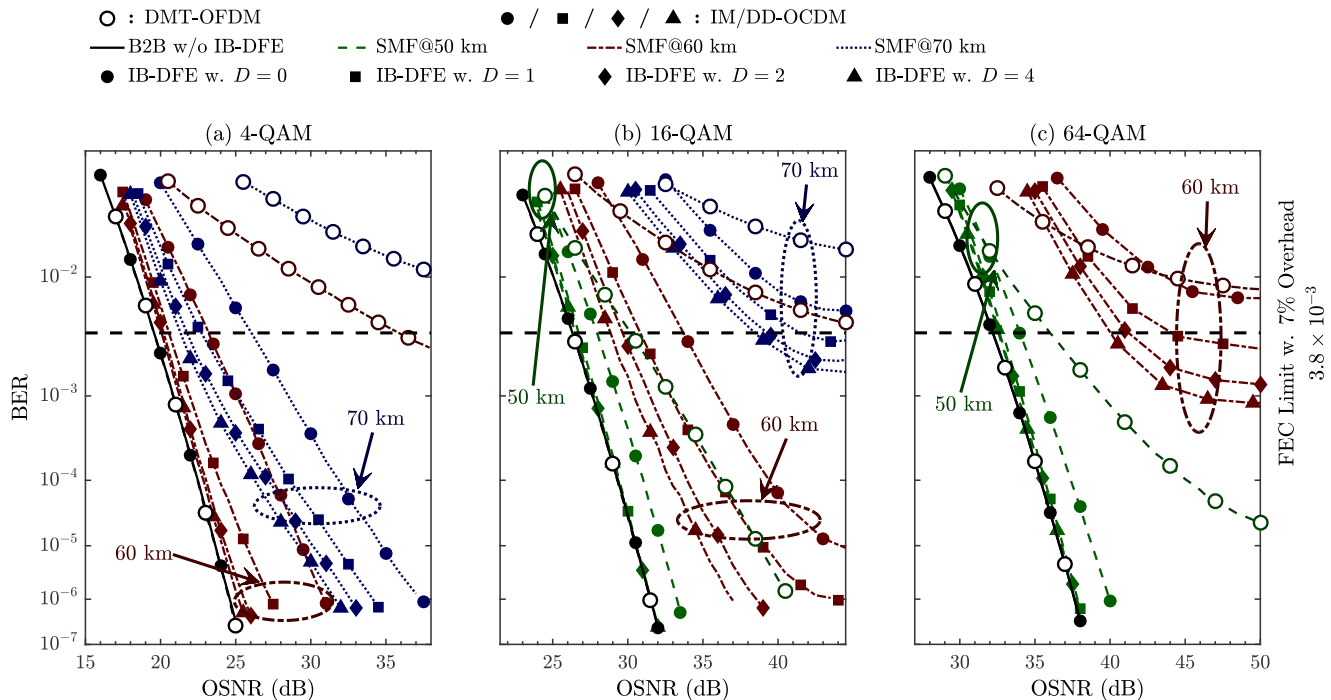 : DMT-OFDM / / / : IM/DD-OCDM
B2B w/o IB-DFE SMF@50 km SMF@60 km SMF@70 km
IB-DFE w. D = 0 IB-DFE w. D = 1 IB-DFE w. D = 2 IB-DFE w. D = 4
(a) 4-QAM (b) 16-QAM (c) 64-QAM
BER
10⁻²
10⁻³
10⁻⁴
10⁻⁵
10⁻⁶
10⁻⁷
70 km
60 km
15 20 25 30 35
OSNR (dB)
70 km
50 km
60 km
25 30 35 40
OSNR (dB)
60 km
50 km
30 35 40 45 50
OSNR (dB)
FEC Limit w. 7% Overhead
3.8 × 10⁻³